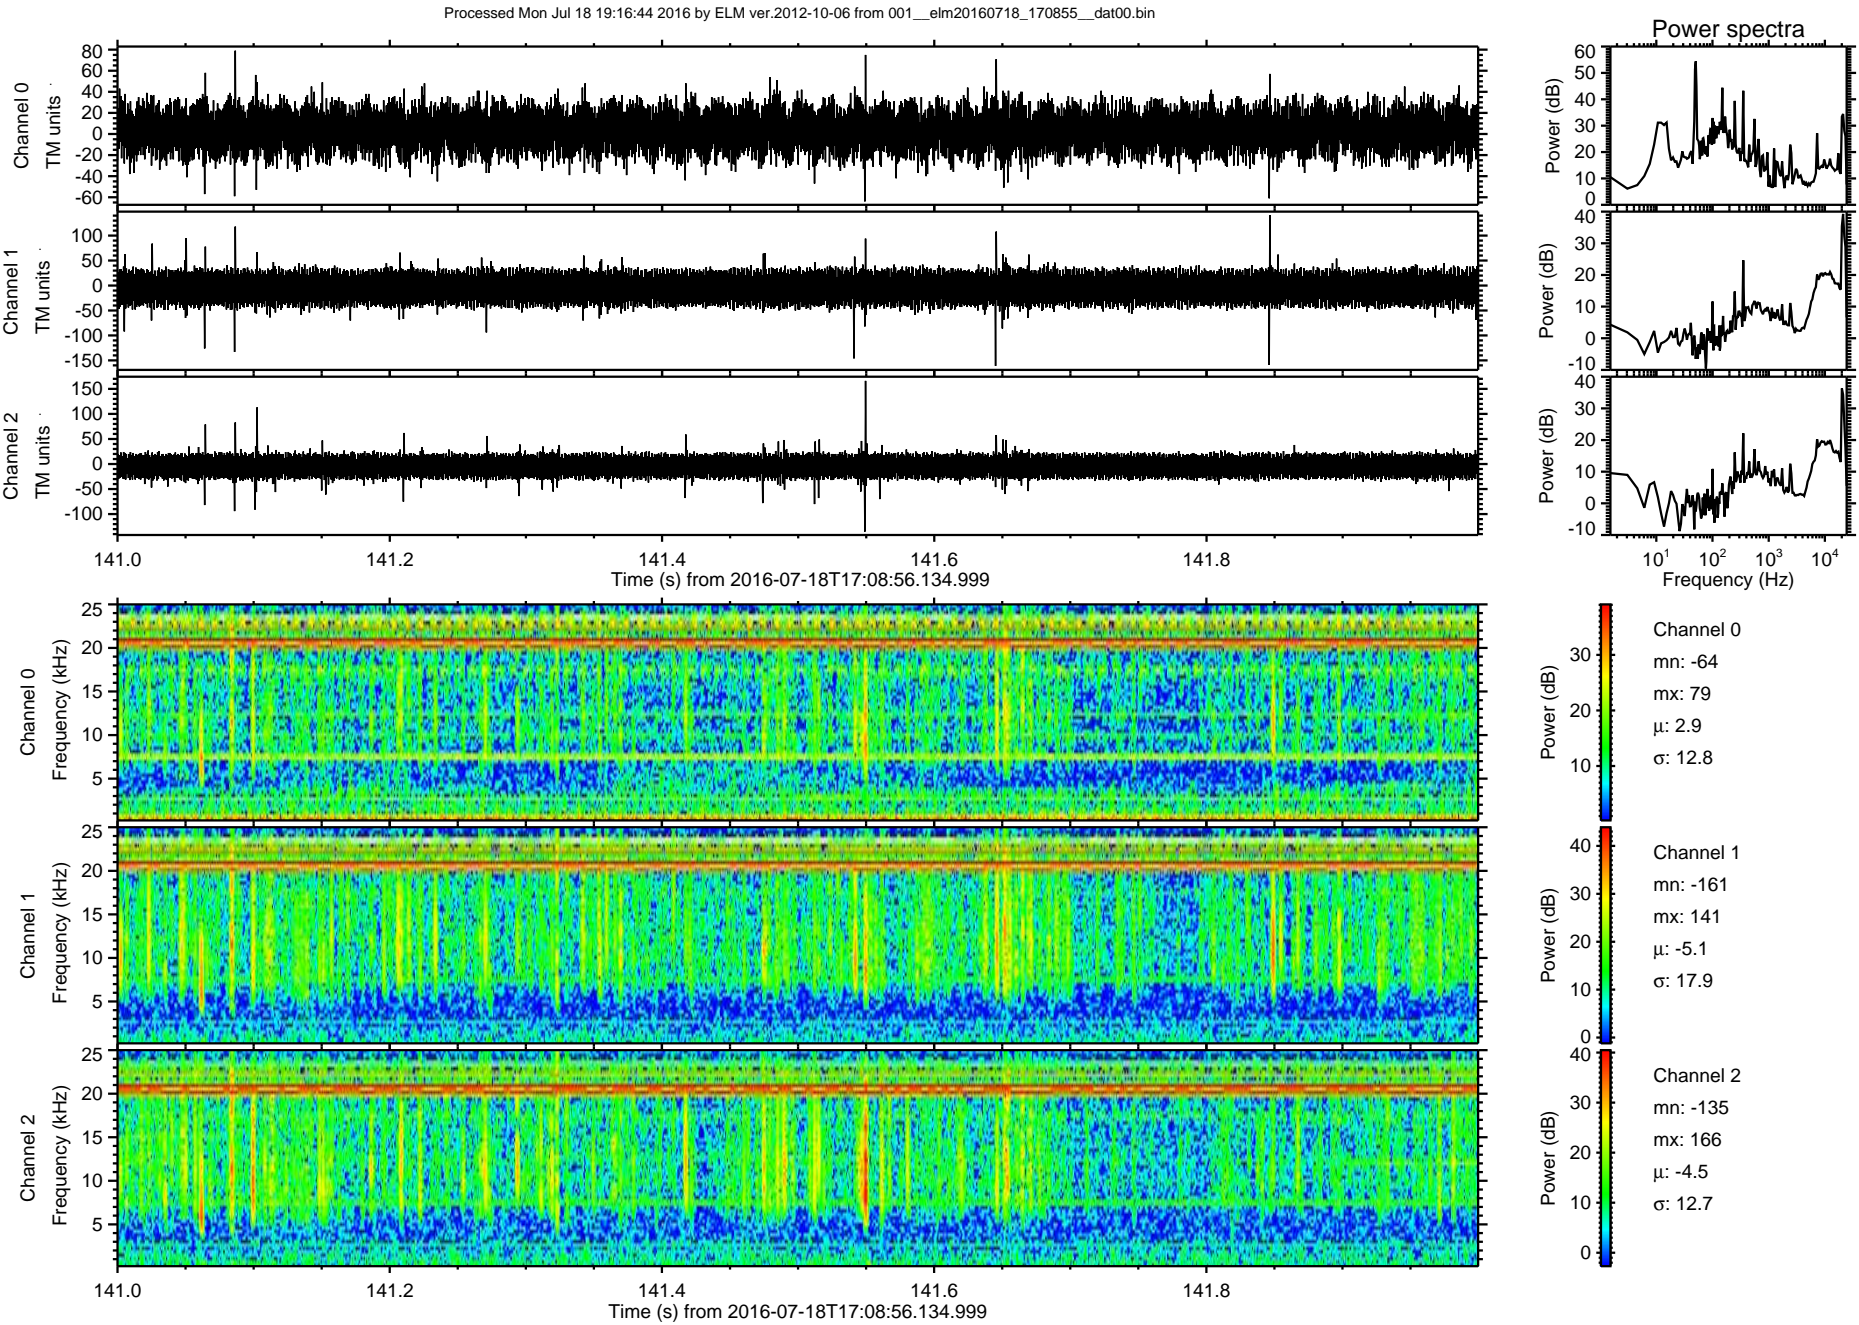 Processed Mon Jul 18 19:16:44 2016 by ELM ver.2012-10-06 from 001__elm20160718_170855__dat00.bin
Power spectra
Channel 0
TM units
80
60
40
20
0
-20
-40
-60
Power (dB)
60
50
40
30
20
10
0
Channel 1
TM units
100
50
0
-50
-100
-150
Power (dB)
40
30
20
10
0
-10
Channel 2
TM units
150
100
50
0
-50
-100
Power (dB)
40
30
20
10
0
-10
141.0 141.2 141.4 141.6 141.8
Time (s) from 2016-07-18T17:08:56.134.999
10¹ 10² 10³ 10⁴
Frequency (Hz)
Channel 0
Frequency (kHz)
25
20
15
10
5
Power (dB)
30
20
10
Channel 0
mn: -64
mx: 79
μ: 2.9
σ: 12.8
Channel 1
Frequency (kHz)
25
20
15
10
5
Power (dB)
40
30
20
10
0
Channel 1
mn: -161
mx: 141
μ: -5.1
σ: 17.9
Channel 2
Frequency (kHz)
25
20
15
10
5
Power (dB)
40
30
20
10
0
Channel 2
mn: -135
mx: 166
μ: -4.5
σ: 12.7
141.0 141.2 141.4 141.6 141.8
Time (s) from 2016-07-18T17:08:56.134.999